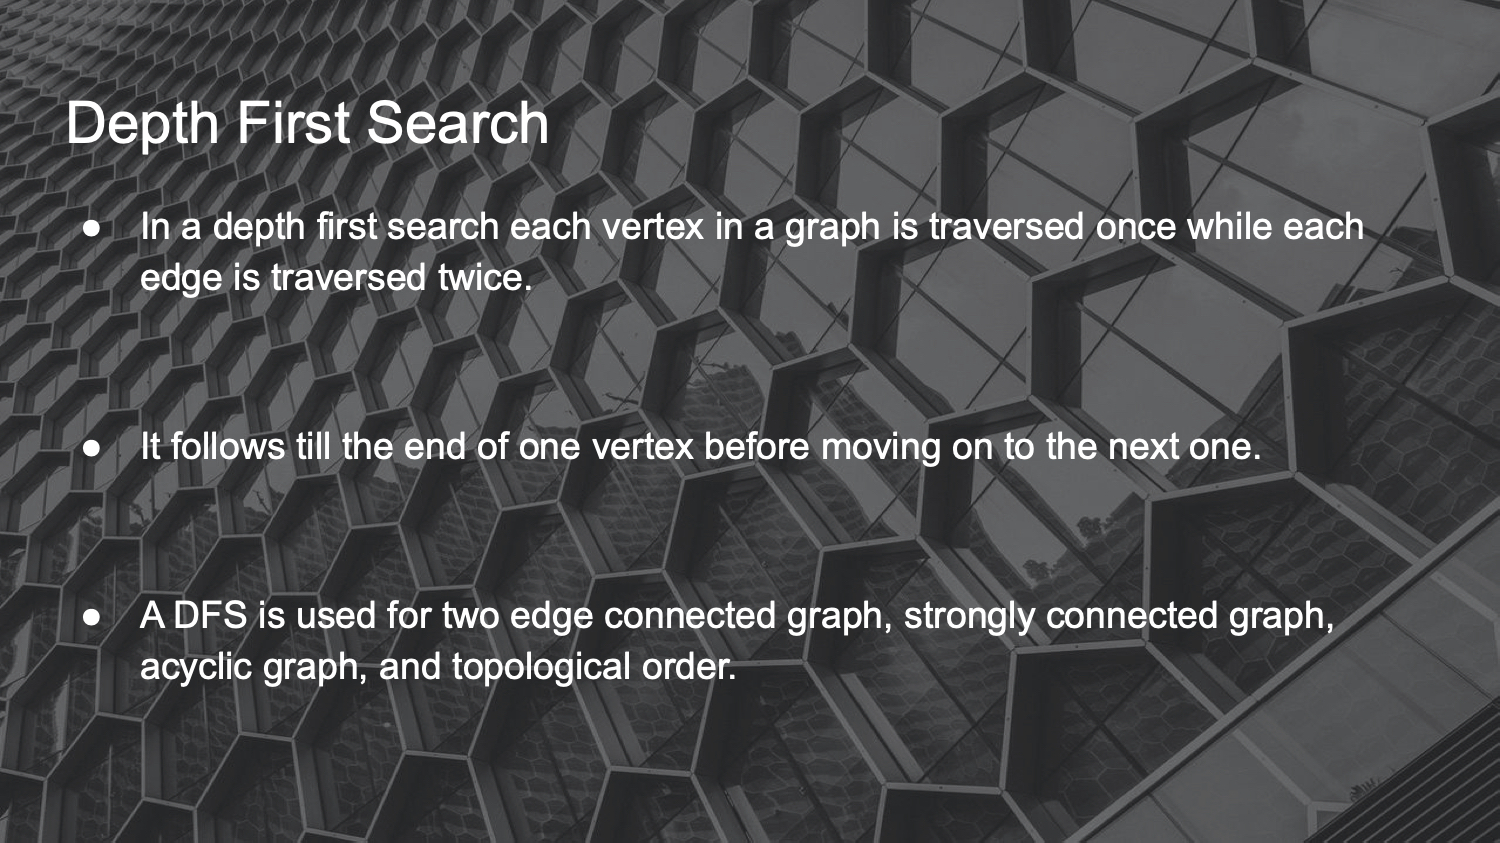 Depth First Search
● In a depth first search each vertex in a graph is traversed once while each
edge is traversed twice.
● It follows till the end of one vertex before moving on to the next one.
● A DFS is used for two edge connected graph, strongly connected graph,
acyclic graph, and topological order.